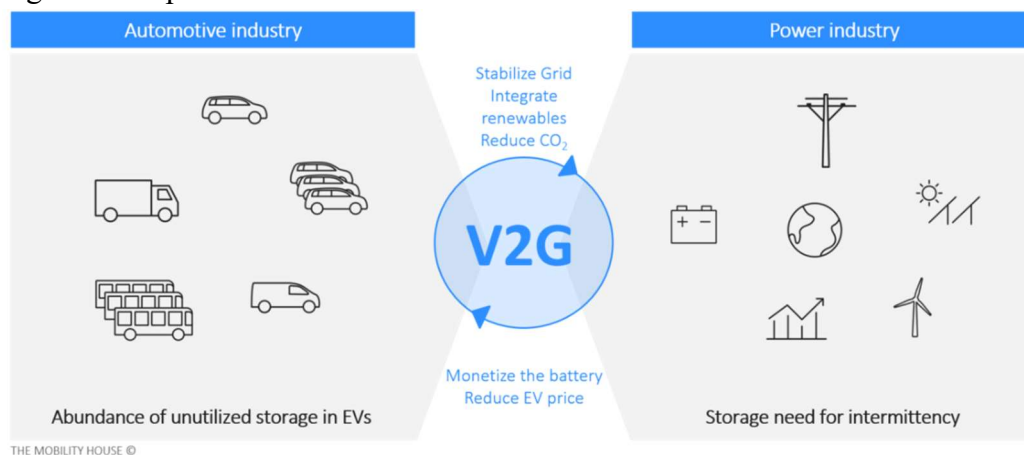 Automotive industry
Power industry
Stabilize Grid
Integrate
renewables
Reduce CO₂
V2G
+ −
Monetize the battery
Reduce EV price
Abundance of unutilized storage in EVs
Storage need for intermittency
THE MOBILITY HOUSE ©